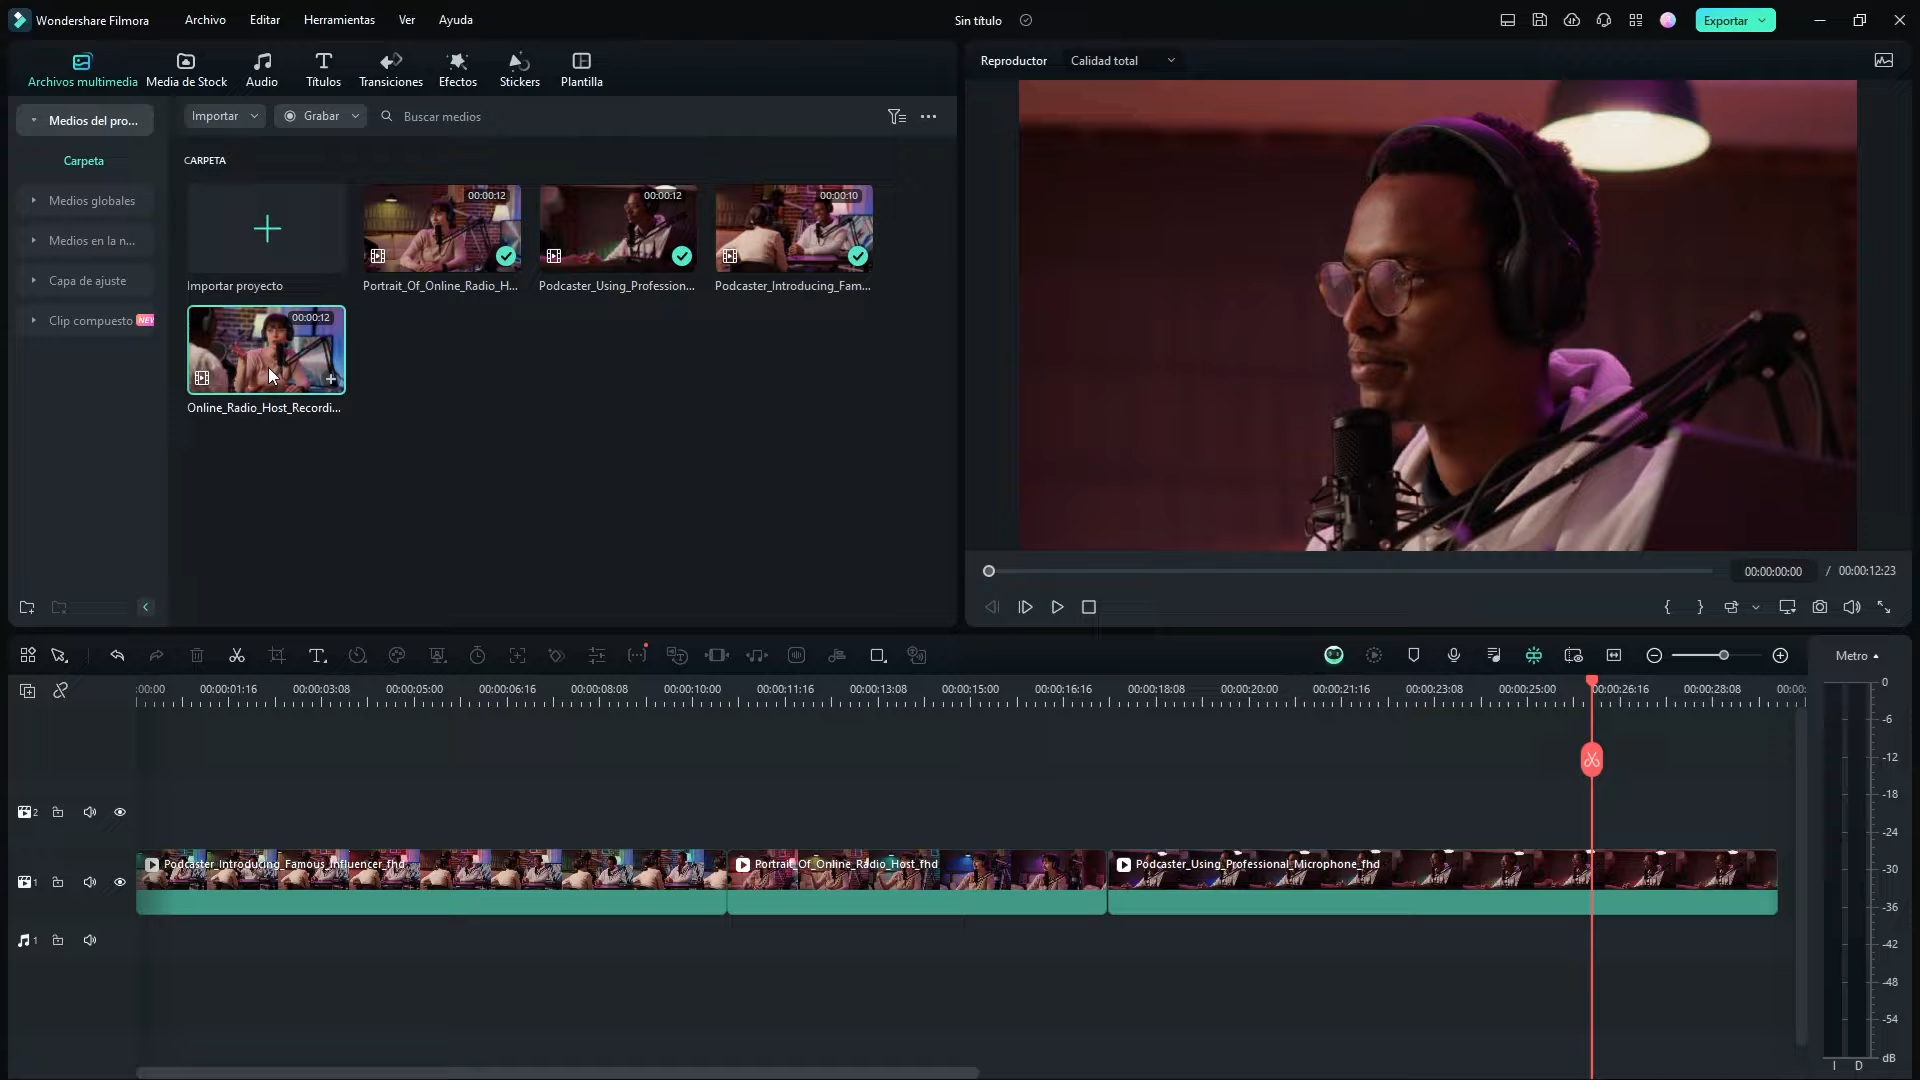 Wondershare Filmora
Archivo
Editar
Herramientas
Ver
Ayuda
Sin título
Exportar
Archivos multimedia
Media de Stock
Audio
Títulos
Transiciones
Efectos
Stickers
Plantilla
Reproductor
Calidad total
Medios del pro...
Importar
Grabar
Buscar medios
Carpeta
CARPETA
Medios globales
Medios en la n...
Capa de ajuste
Clip compuesto NEW
00:00:12
00:00:12
00:00:10
Importar proyecto
Portrait_Of_Online_Radio_H...
Podcaster_Using_Profession...
Podcaster_Introducing_Fam...
00:00:12
Online_Radio_Host_Recordi...
00:00:00:00 / 00:00:12:23
Metro
:00:00
00:00:01:16
00:00:03:08
00:00:05:00
00:00:06:16
00:00:08:08
00:00:10:00
00:00:11:16
00:00:13:08
00:00:15:00
00:00:16:16
00:00:18:08
00:00:20:00
00:00:21:16
00:00:23:08
00:00:25:00
00:00:26:16
00:00:28:08
00:00:
2
Podcaster_Introducing_Famous_Influencer_fhd
Portrait_Of_Online_Radio_Host_fhd
Podcaster_Using_Professional_Microphone_fhd
1
1
0
-6
-12
-18
-24
-30
-36
-42
-48
-54
dB
I D